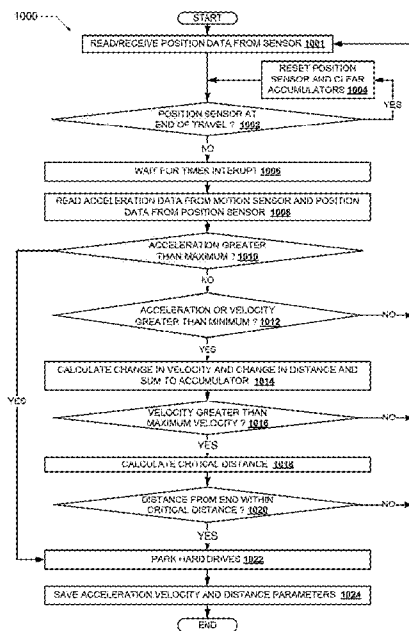 1000
START
READ/RECEIVE POSITION DATA FROM SENSOR 1001
RESET POSITION
SENSOR AND CLEAR
ACCUMULATORS 1004
YES
POSITION SENSOR AT
END OF TRAVEL ? 1002
NO
WAIT FOR TIMER INTERUPT 1006
READ ACCELERATION DATA FROM MOTION SENSOR AND POSITION
DATA FROM POSITION SENSOR 1008
ACCELERATION GREATER
THAN MAXIMUM ? 1010
NO
ACCELERATION OR VELOCITY
GREATER THAN MINIMUM ? 1012
NO
YES
CALCULATE CHANGE IN VELOCITY AND CHANGE IN DISTANCE AND
SUM TO ACCUMULATOR 1014
YES
VELOCITY GREATER THAN
MAXIMUM VELOCITY ? 1016
NO
YES
CALCULATE CRITICAL DISTANCE 1018
DISTANCE FROM END WITHIN
CRITICAL DISTANCE ? 1020
NO
YES
PARK HARD DRIVES 1022
SAVE ACCELERATION VELOCITY AND DISTANCE PARAMETERS 1024
END